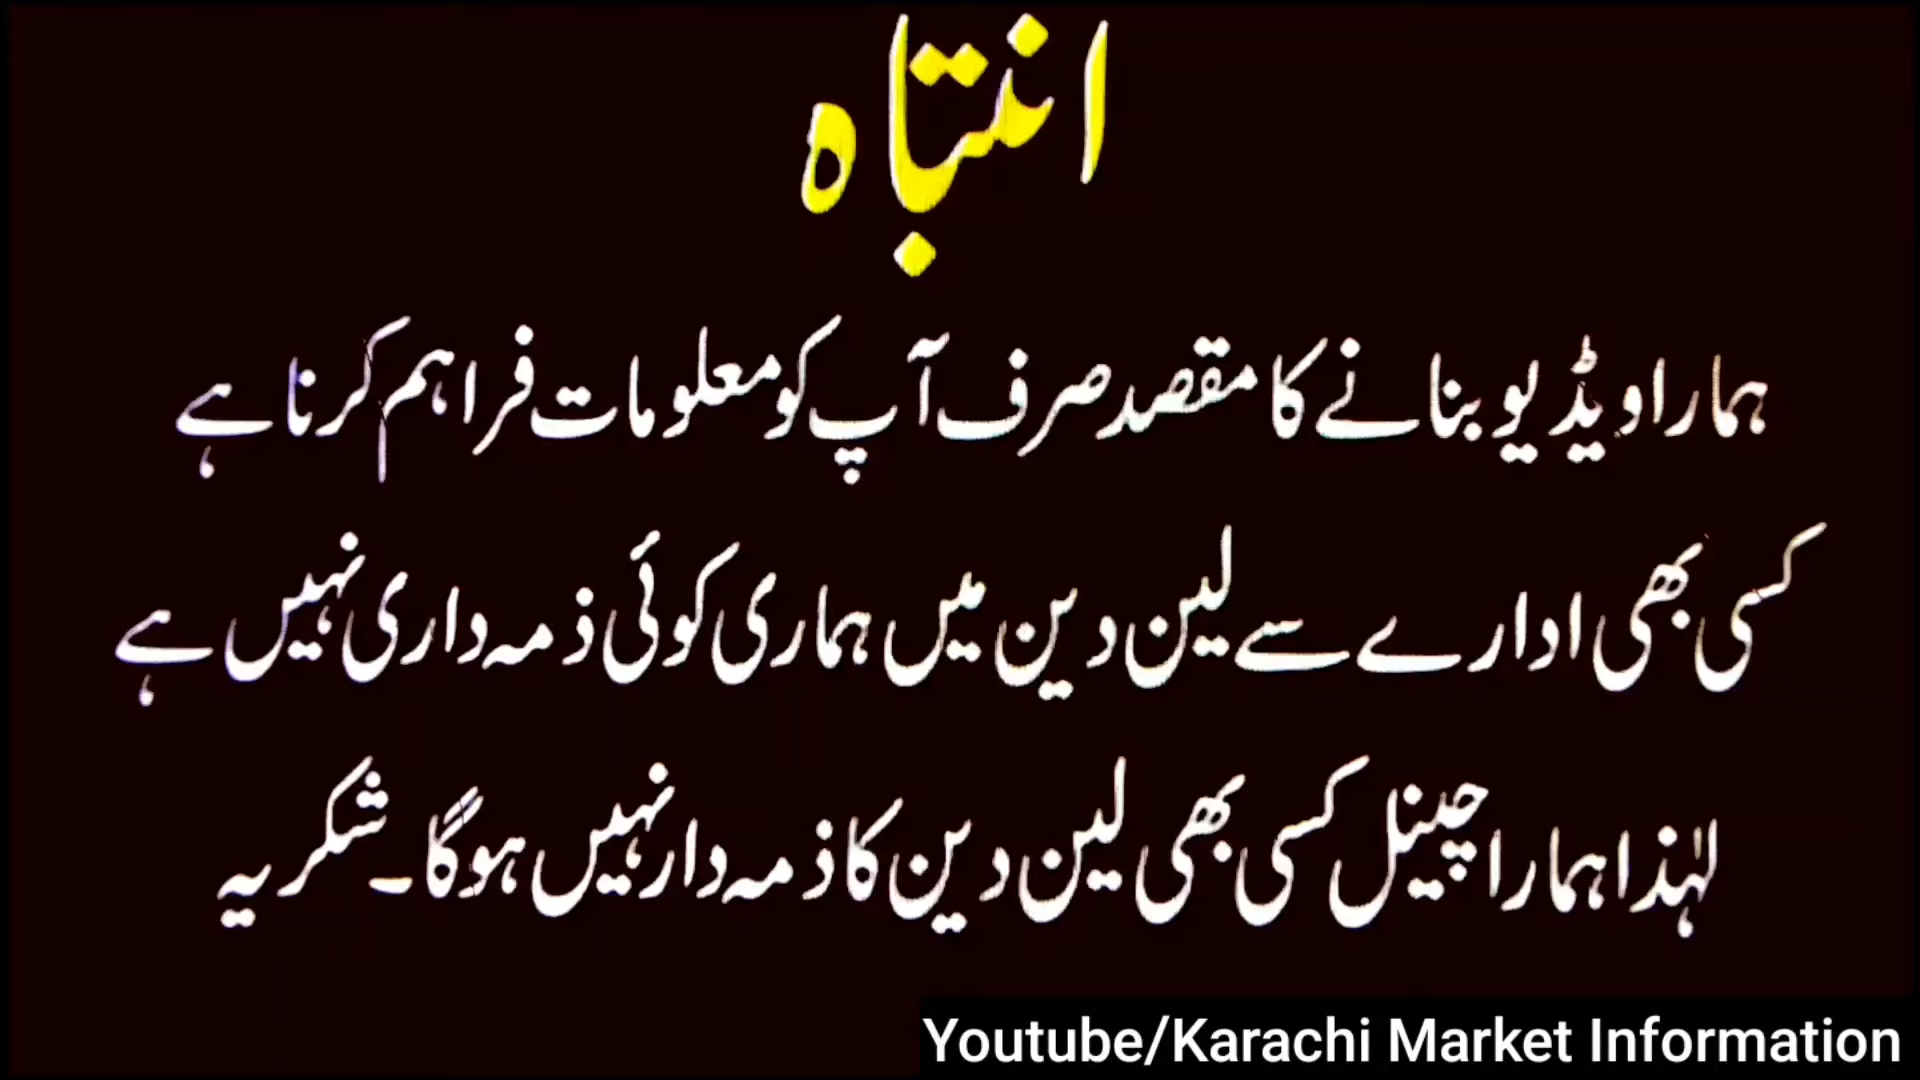 انتباہ
ہمارا ویڈیو بنانے کا مقصد صرف آپ کو معلومات فراہم کرنا ہے
کسی بھی ادارے سے لین دین میں ہماری کوئی ذمہ داری نہیں ہے
لہٰذا ہمارا چینل کسی بھی لین دین کا ذمہ دار نہیں ہوگا۔ شکریہ
Youtube/Karachi Market Information